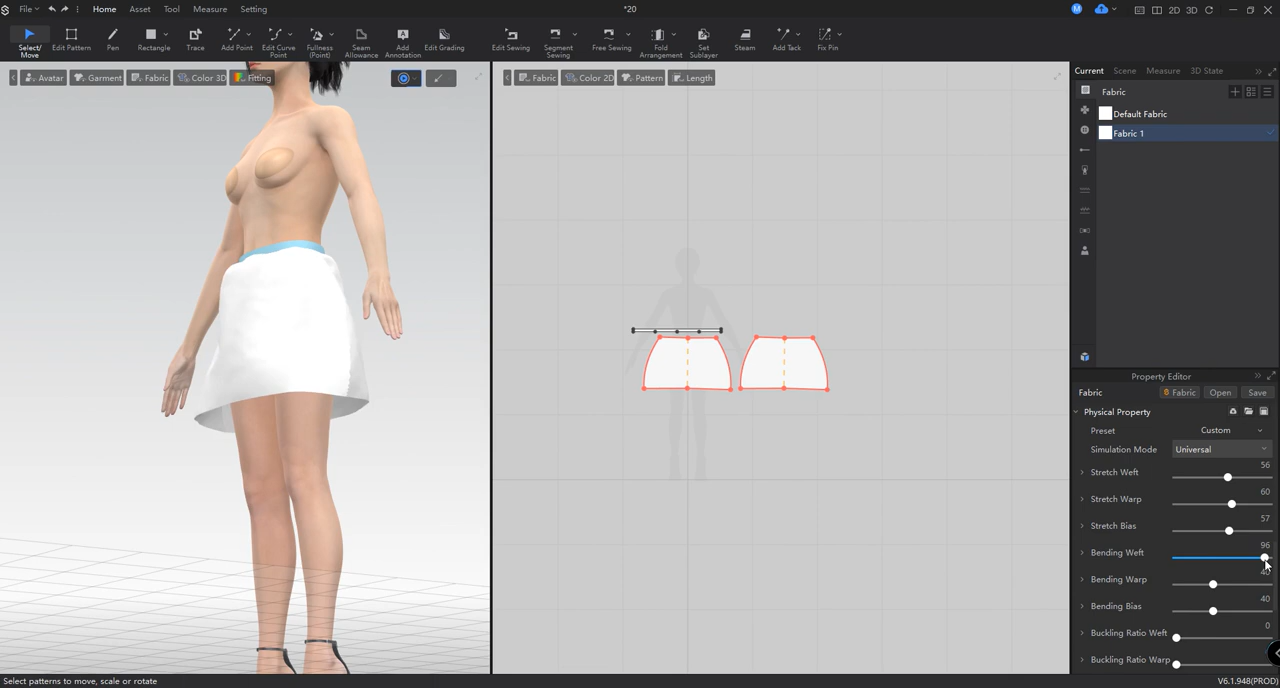 File
*20
Home Asset Tool Measure Setting
M
2D 3D
Select/
Move
Edit Pattern
Pen
Rectangle
Trace
Add Point
Edit Curve
Point
Fullness
(Point)
Seam
Allowance
Add
Annotation
Edit Grading
Edit Sewing
Segment
Sewing
Free Sewing
Fold
Arrangement
Set
Sublayer
Steam
Add Tack
Fix Pin
Avatar Garment Fabric Color 3D Fitting
Fabric Color 2D Pattern Length
Current Scene Measure 3D State
Fabric
Default Fabric
Fabric 1
Property Editor
Fabric Fabric Open Save
Physical Property
Preset Custom
Simulation Mode Universal
Stretch Weft 56
Stretch Warp 60
Stretch Bias 57
Bending Weft 96
Bending Warp 40
Bending Bias 40
Buckling Ratio Weft 0
Buckling Ratio Warp
Select patterns to move, scale or rotate
V6.1.948(PROD)